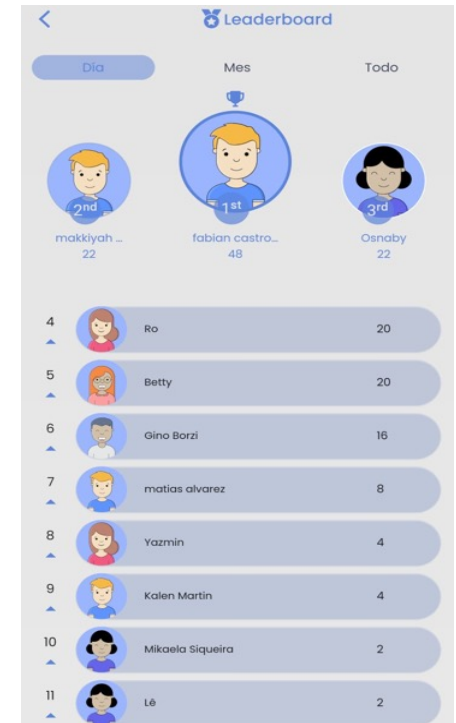 Leaderboard
Dia Mes Todo
2nd 1st 3rd
makkiyah ... fabian castro... Osnaby
22 48 22
4 Ro 20
5 Betty 20
6 Gino Borzi 16
7 matias alvarez 8
8 Yazmin 4
9 Kalen Martin 4
10 Mikaela Siqueira 2
11 Lê 2